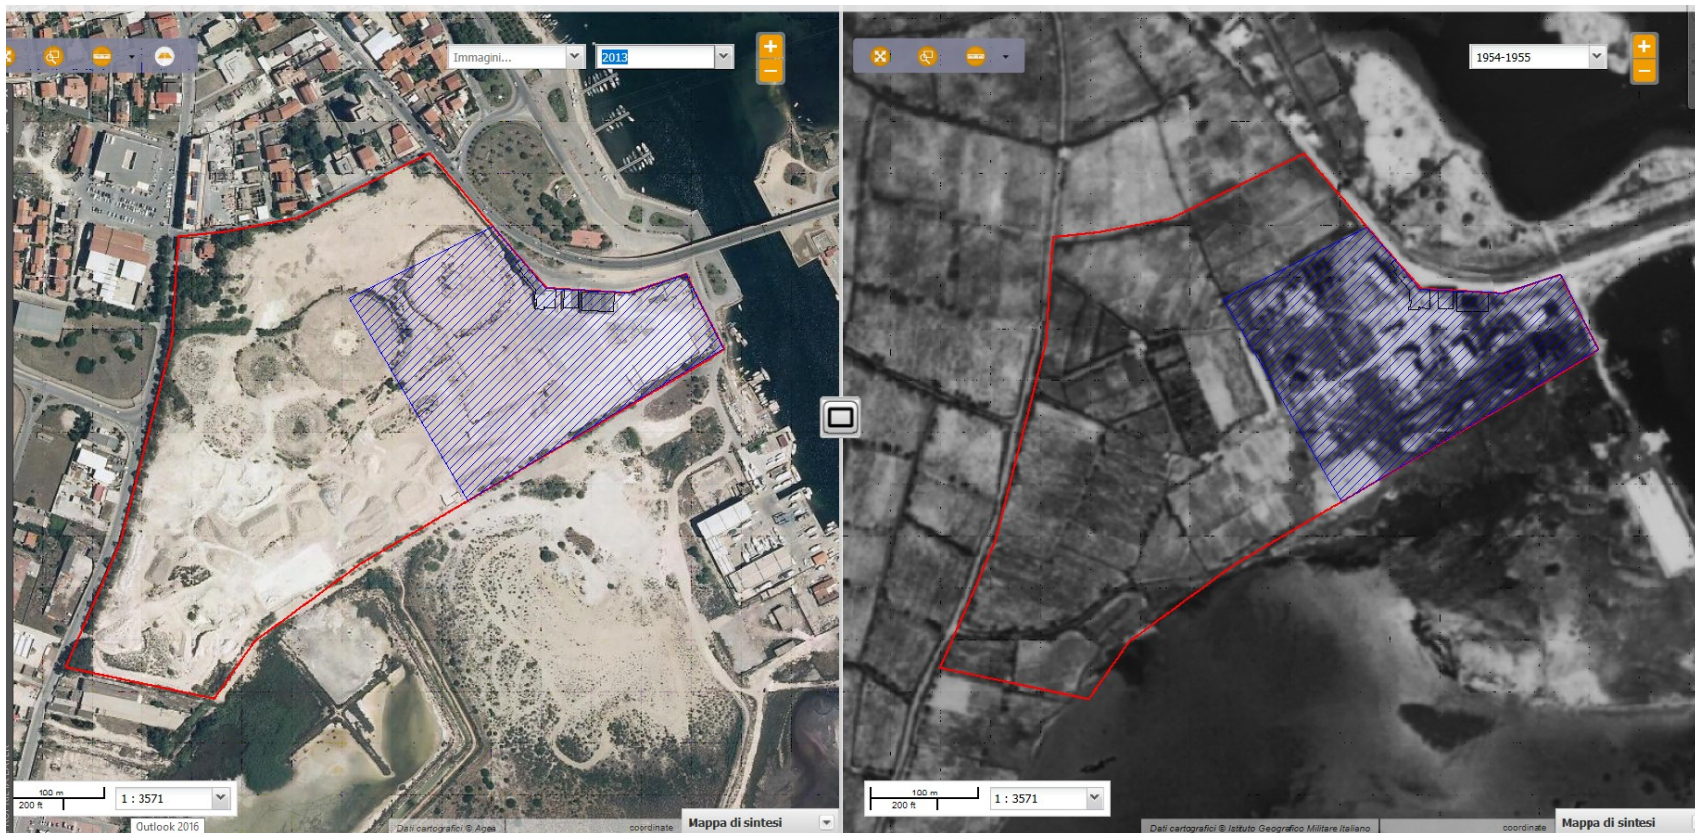 Immagini...
2013
1954-1955
100 m
200 ft
1 : 3571
Outlook 2016
Dati cartografici © Agea
coordinate
Mappa di sintesi
100 m
200 ft
1 : 3571
Dati cartografici © Istituto Geografico Militare Italiano
coordinate
Mappa di sintesi